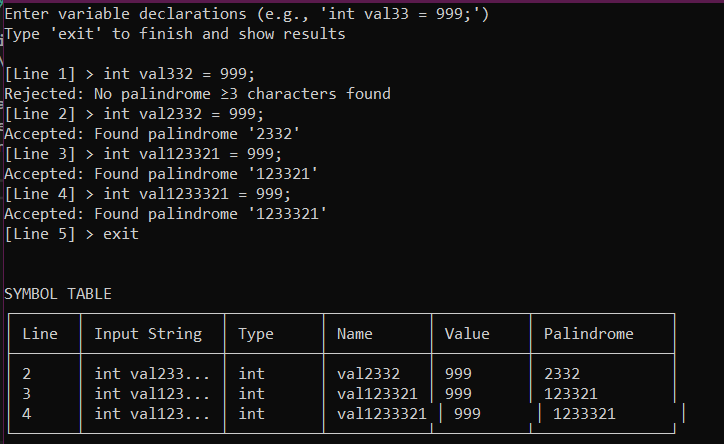 Enter variable declarations (e.g., 'int val33 = 999;')
Type 'exit' to finish and show results
[Line 1] > int val332 = 999;
Rejected: No palindrome ≥3 characters found
[Line 2] > int val2332 = 999;
Accepted: Found palindrome '2332'
[Line 3] > int val123321 = 999;
Accepted: Found palindrome '123321'
[Line 4] > int val1233321 = 999;
Accepted: Found palindrome '1233321'
[Line 5] > exit
SYMBOL TABLE
Line Input String Type Name Value Palindrome
2 int val233... int val2332 999 2332
3 int val123... int val123321 999 123321
4 int val123... int val1233321 999 1233321